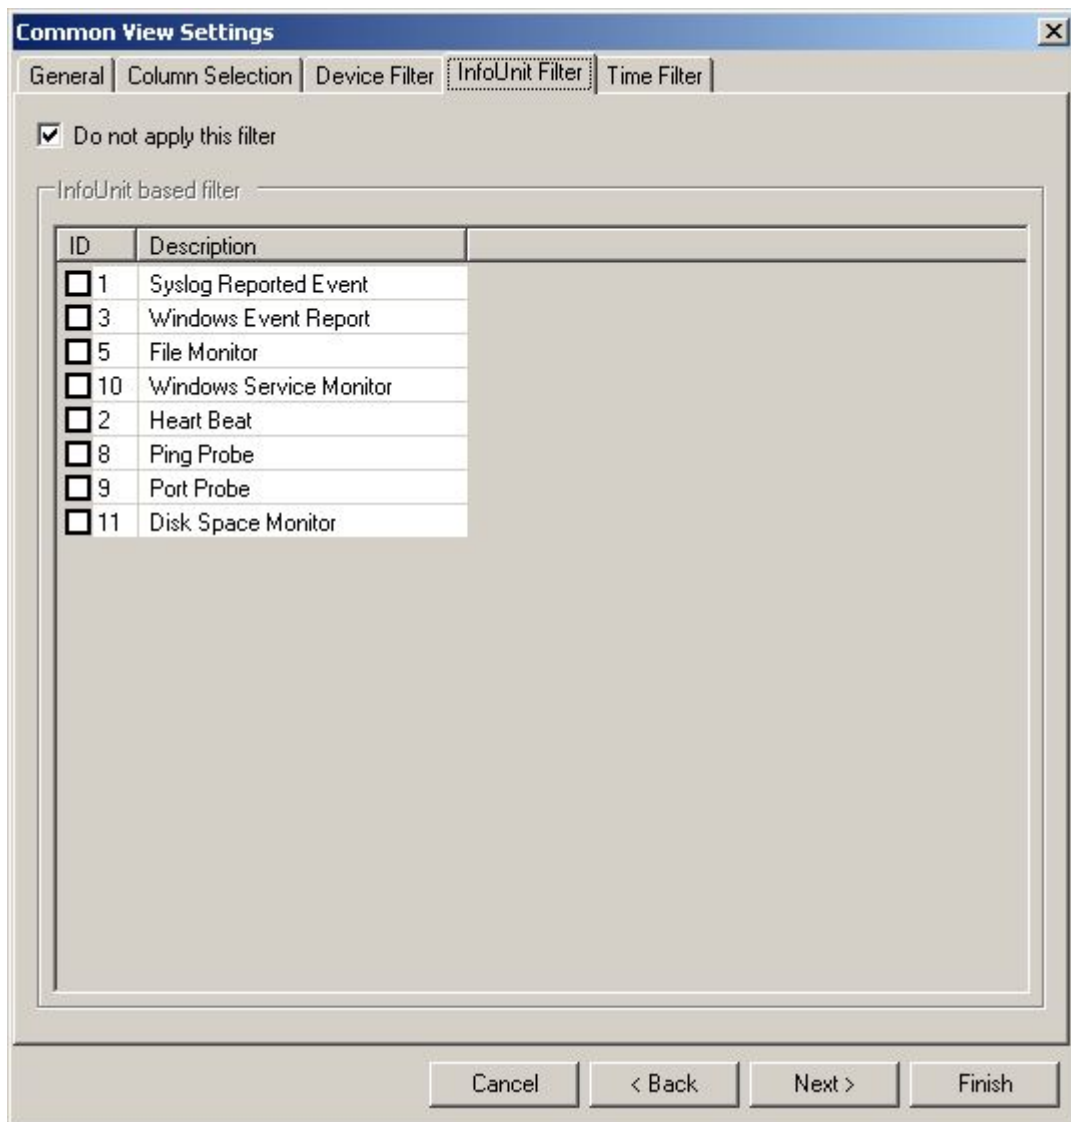 Common View Settings
General Column Selection Device Filter InfoUnit Filter Time Filter
Do not apply this filter
InfoUnit based filter
ID Description
1 Syslog Reported Event
3 Windows Event Report
5 File Monitor
10 Windows Service Monitor
2 Heart Beat
8 Ping Probe
9 Port Probe
11 Disk Space Monitor
Cancel < Back Next > Finish